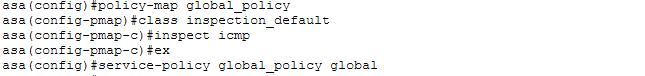 asa(config)#policy-map global_policy
asa(config-pmap)#class inspection_default
asa(config-pmap-c)#inspect icmp
asa(config-pmap-c)#ex
asa(config)#service-policy global_policy global